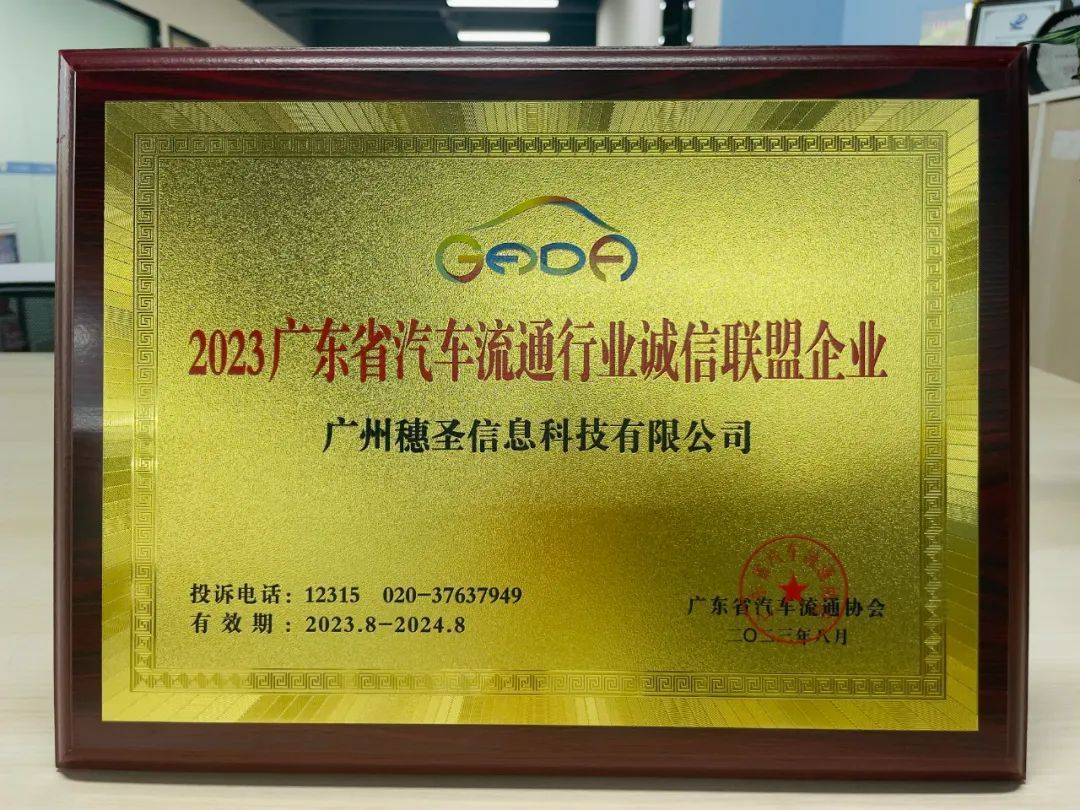 GADA
2023广东省汽车流通行业诚信联盟企业
广州穗圣信息科技有限公司
投诉电话: 12315 020-37637949
有效期: 2023.8-2024.8
广东省汽车流通协会
二〇二三年八月